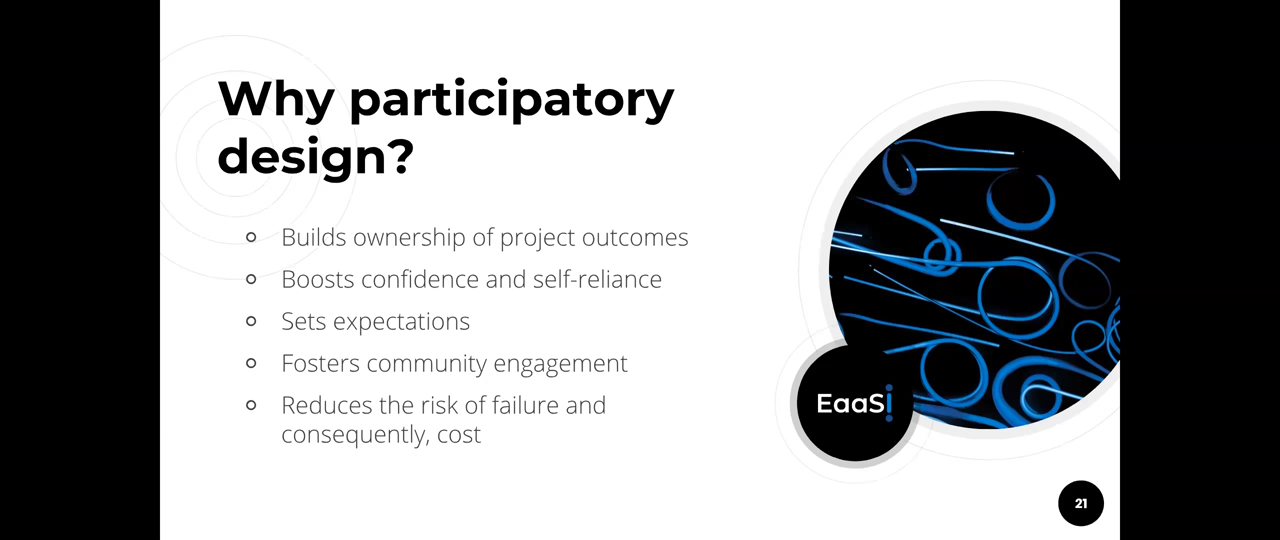 Why participatory
design?
Builds ownership of project outcomes
Boosts confidence and self-reliance
Sets expectations
Fosters community engagement
Reduces the risk of failure and
consequently, cost
EaaSI
21